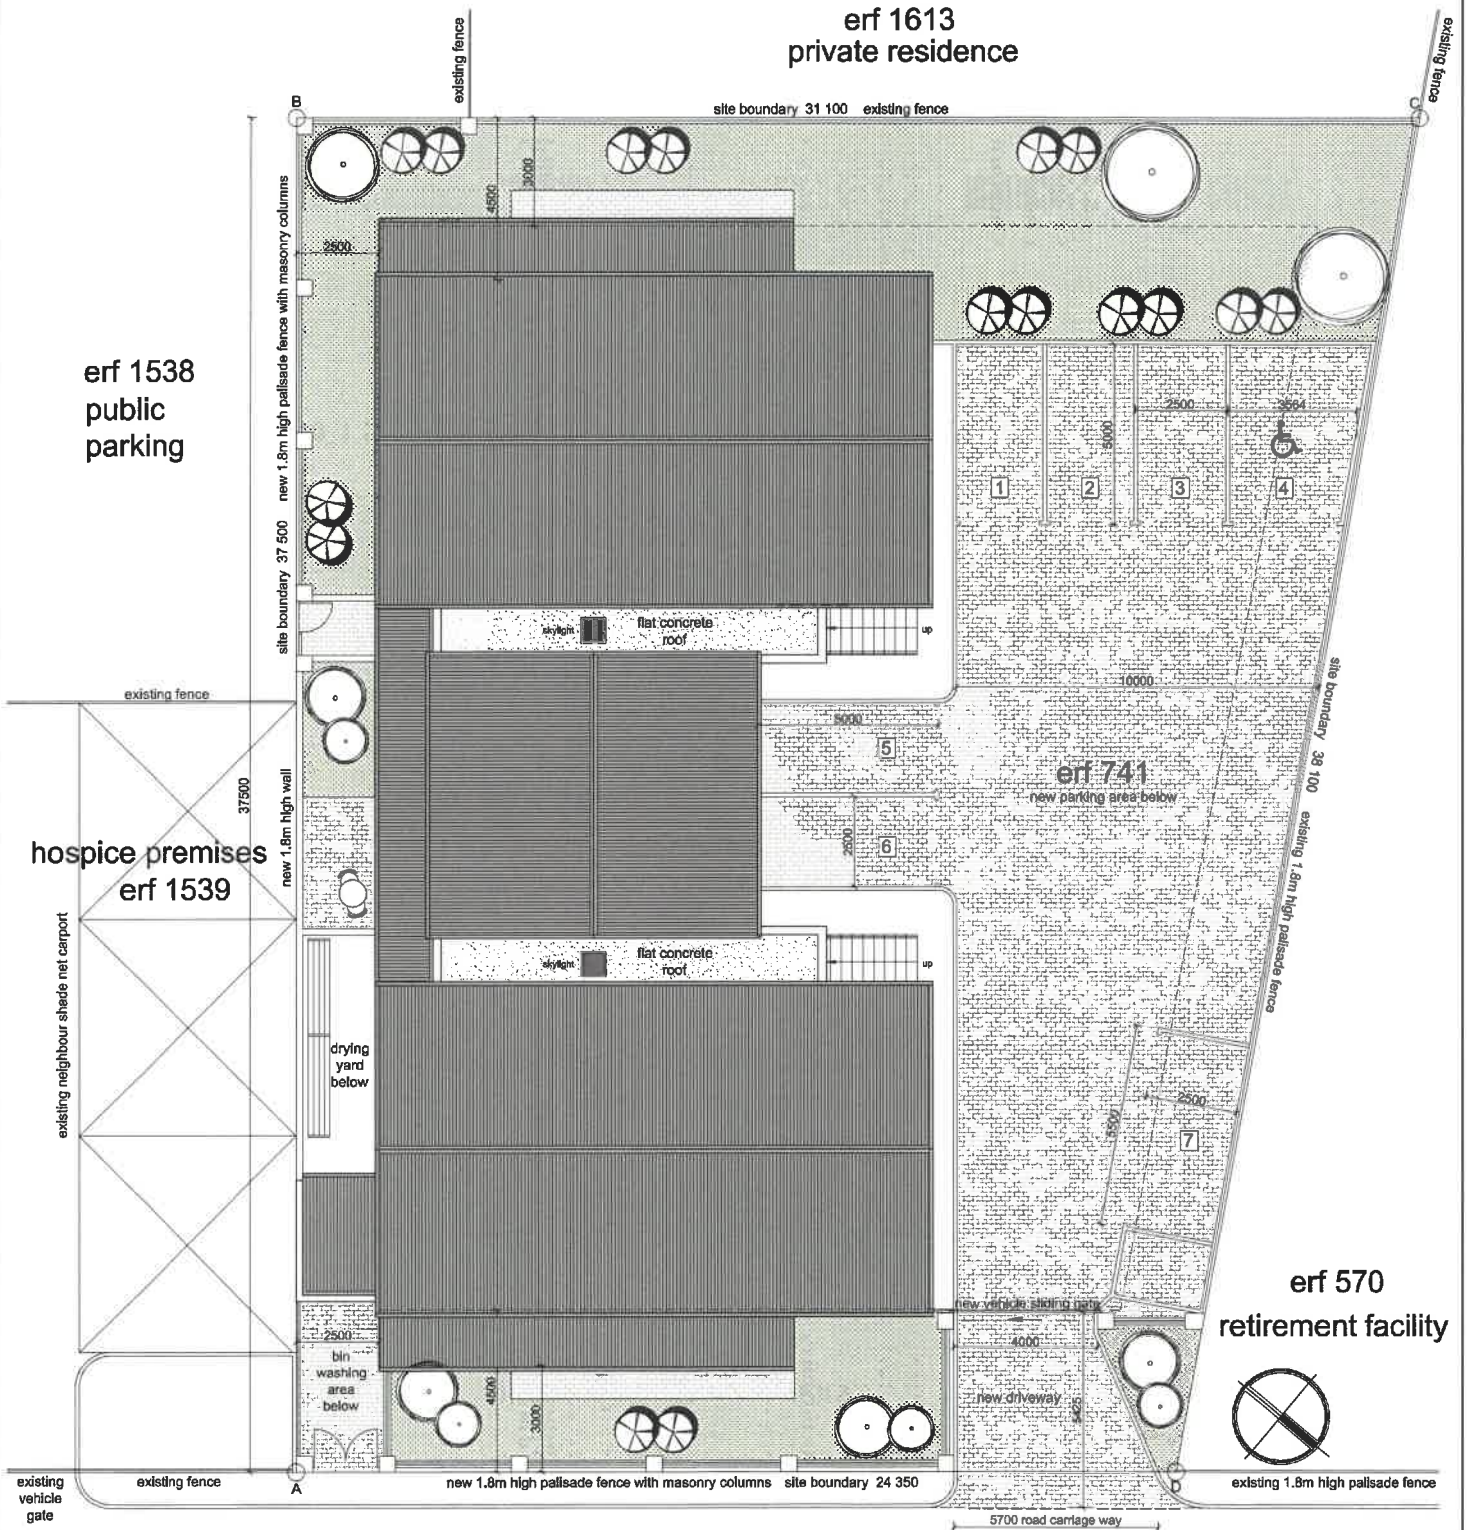 erf 1613
private residence
existing fence
existing fence
B
site boundary 31 100 existing fence
C
4500
3000
2500
site boundary 37 500 new 1.8m high palisade fence with masonry columns
erf 1538
public
parking
2500
3564
5000
1
2
3
4
skylight
flat concrete
roof
up
existing fence
10000
5000
5
erf 741
new parking area below
37500
new 1.8m high wall
2500
6
hospice premises
erf 1539
site boundary 38 100 existing 1.8m high palisade fence
existing neighbour shade net carport
skylight
flat concrete
roof
up
drying
yard
below
5500
2500
7
erf 570
retirement facility
new vehicle sliding gate
4000
2500
bin
washing
area
below
4500
3000
new driveway
5425
existing
vehicle
gate
existing fence
A
new 1.8m high palisade fence with masonry columns site boundary 24 350
D
existing 1.8m high palisade fence
5700 road carriage way